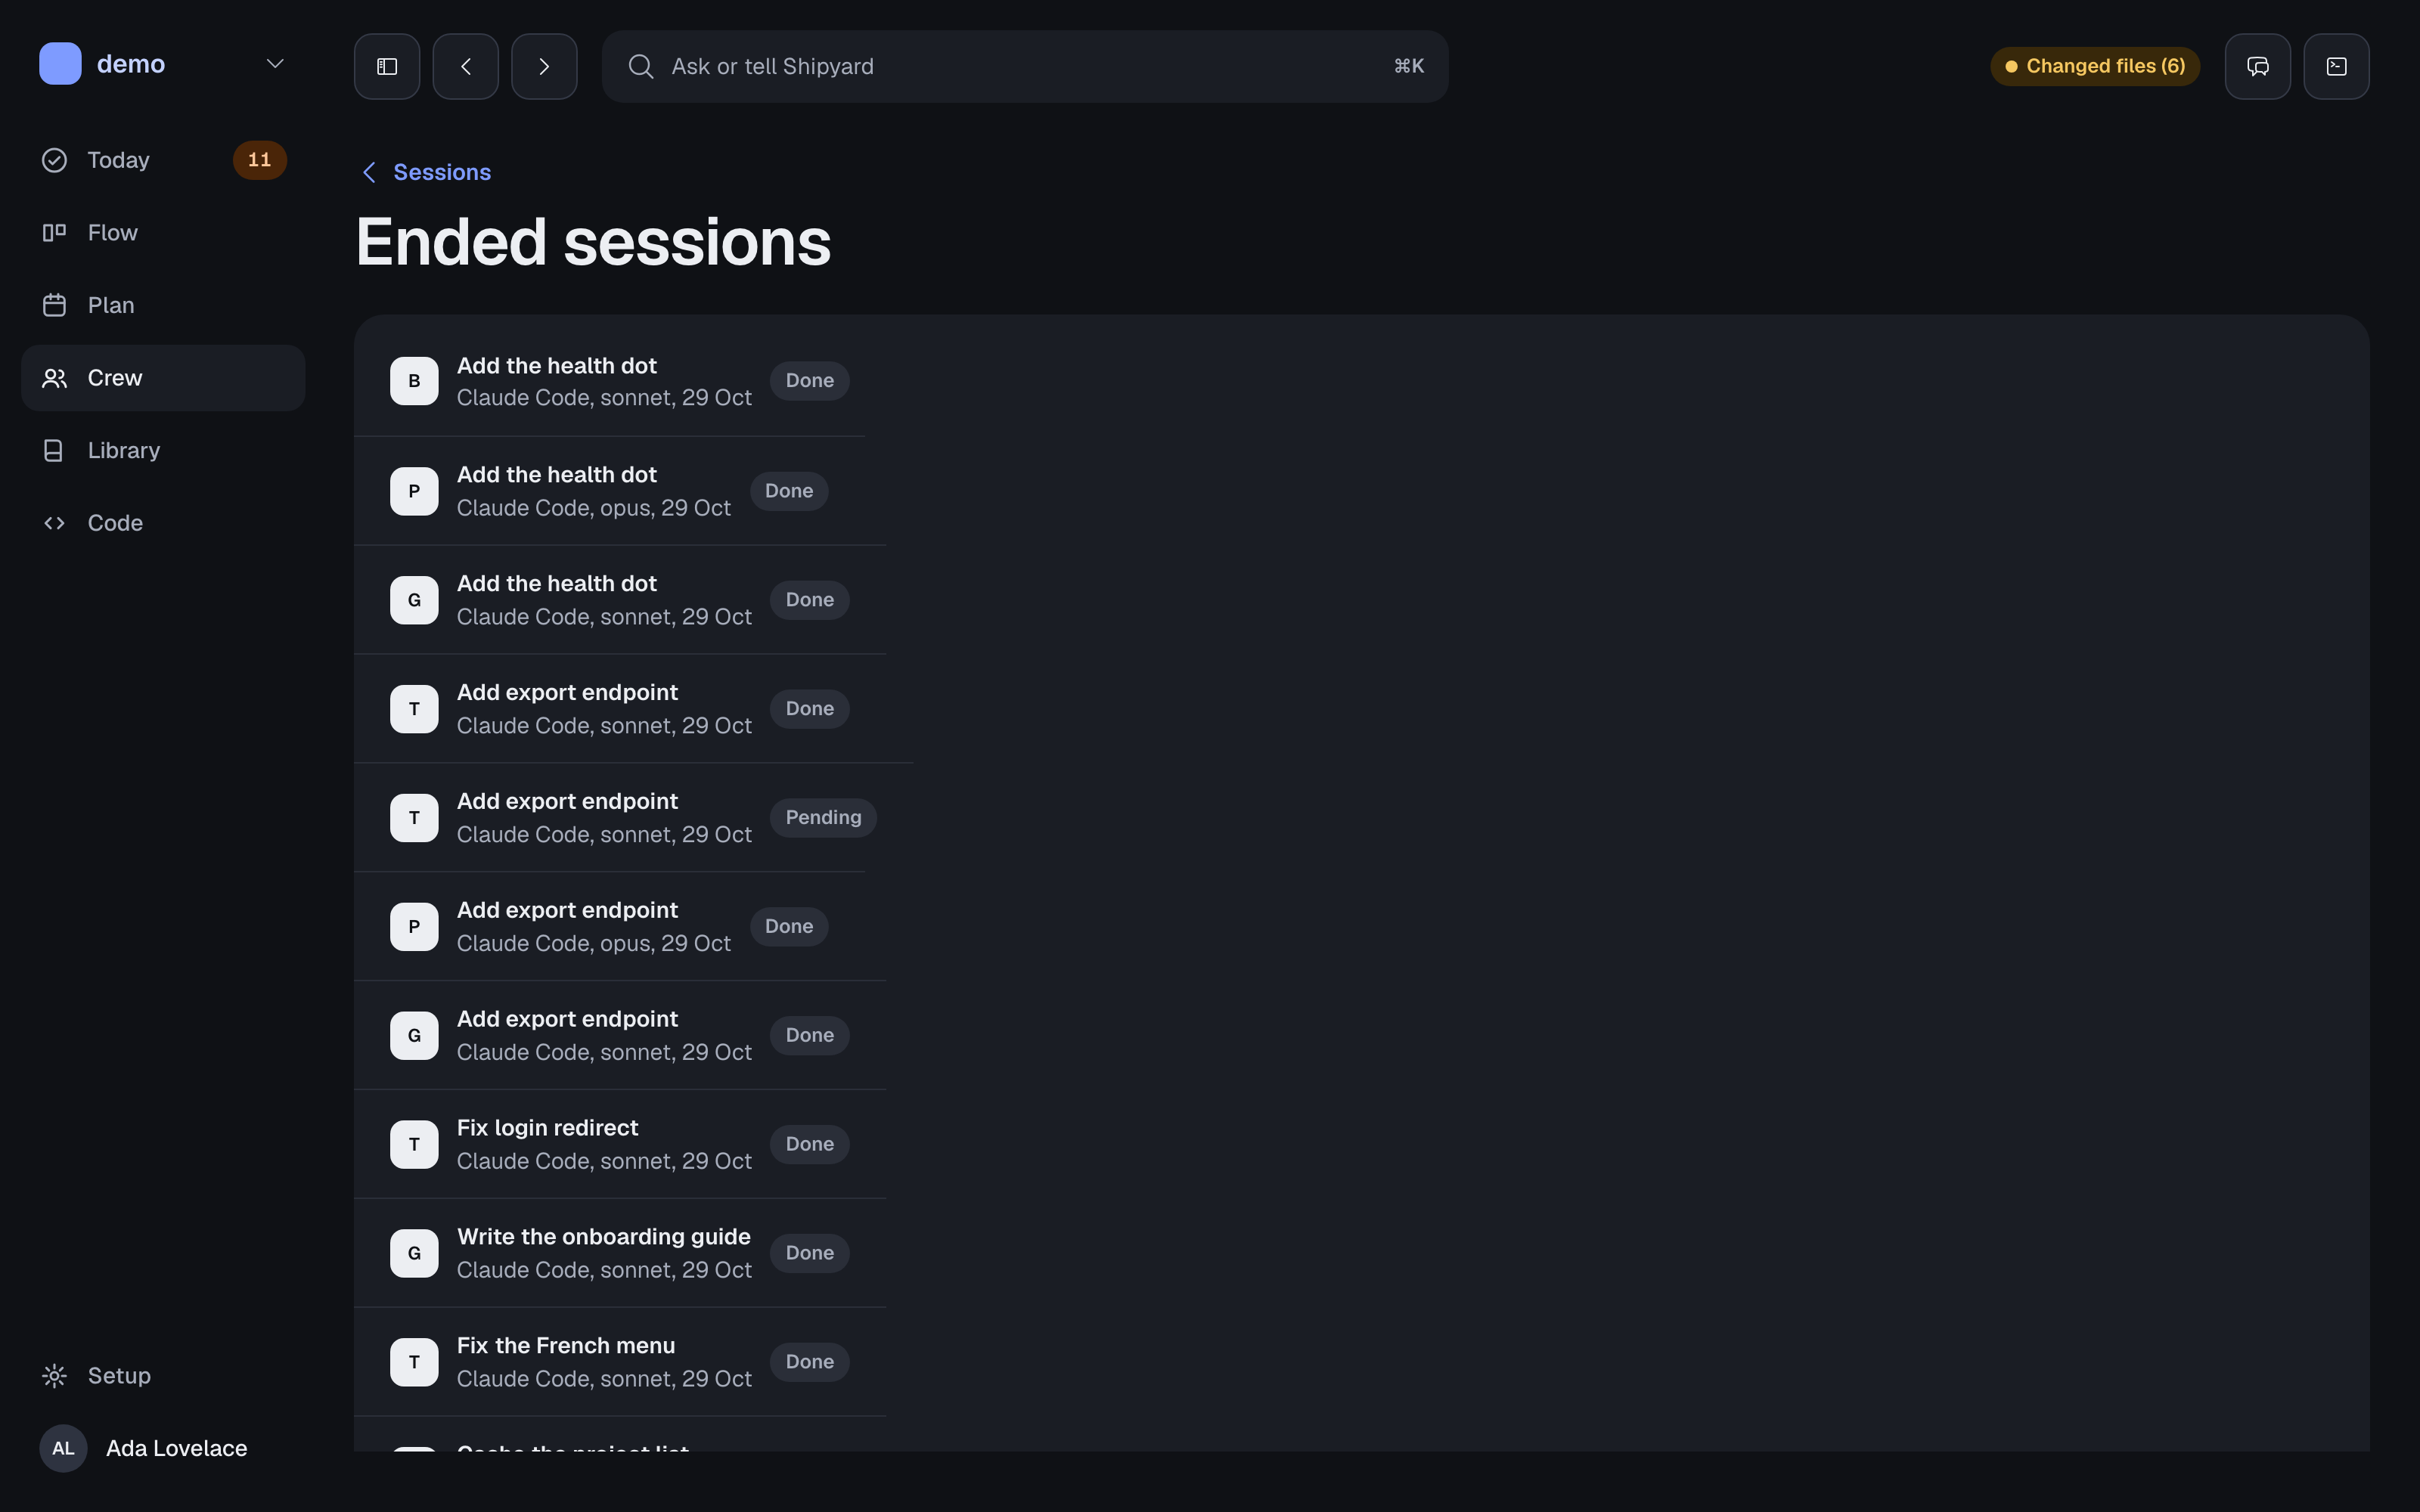 demo
Ask or tell Shipyard
⌘K
Changed files (6)
Today
11
Flow
Plan
Crew
Library
Code
Setup
AL
Ada Lovelace
Sessions
Ended sessions
B
Add the health dot
Claude Code, sonnet, 29 Oct
Done
P
Add the health dot
Claude Code, opus, 29 Oct
Done
G
Add the health dot
Claude Code, sonnet, 29 Oct
Done
T
Add export endpoint
Claude Code, sonnet, 29 Oct
Done
T
Add export endpoint
Claude Code, sonnet, 29 Oct
Pending
P
Add export endpoint
Claude Code, opus, 29 Oct
Done
G
Add export endpoint
Claude Code, sonnet, 29 Oct
Done
T
Fix login redirect
Claude Code, sonnet, 29 Oct
Done
G
Write the onboarding guide
Claude Code, sonnet, 29 Oct
Done
T
Fix the French menu
Claude Code, sonnet, 29 Oct
Done
Cache the project list